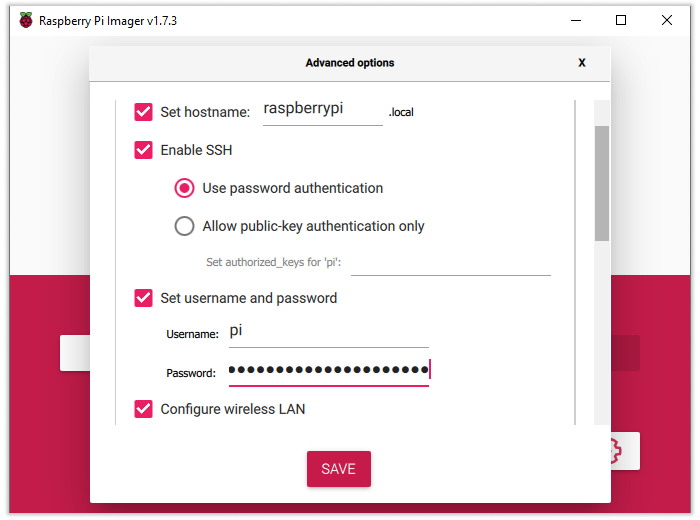 Raspberry Pi Imager v1.7.3
Advanced options X
Set hostname: raspberrypi .local
Enable SSH
Use password authentication
Allow public-key authentication only
Set authorized_keys for 'pi':
Set username and password
Username: pi
Password: ●●●●●●●●●●●●●●●●●●●●●
Configure wireless LAN
SAVE